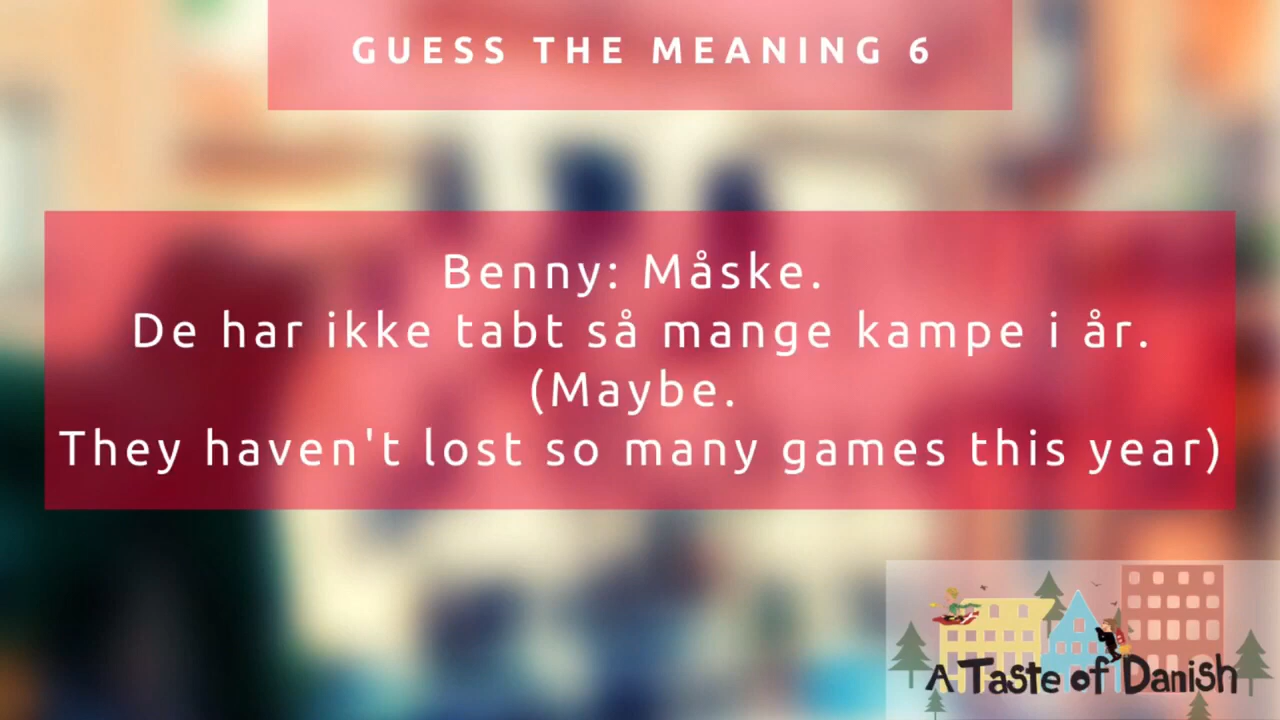 GUESS THE MEANING 6
Benny: Måske.
De har ikke tabt så mange kampe i år.
(Maybe.
They haven't lost so many games this year)
A Taste of Danish